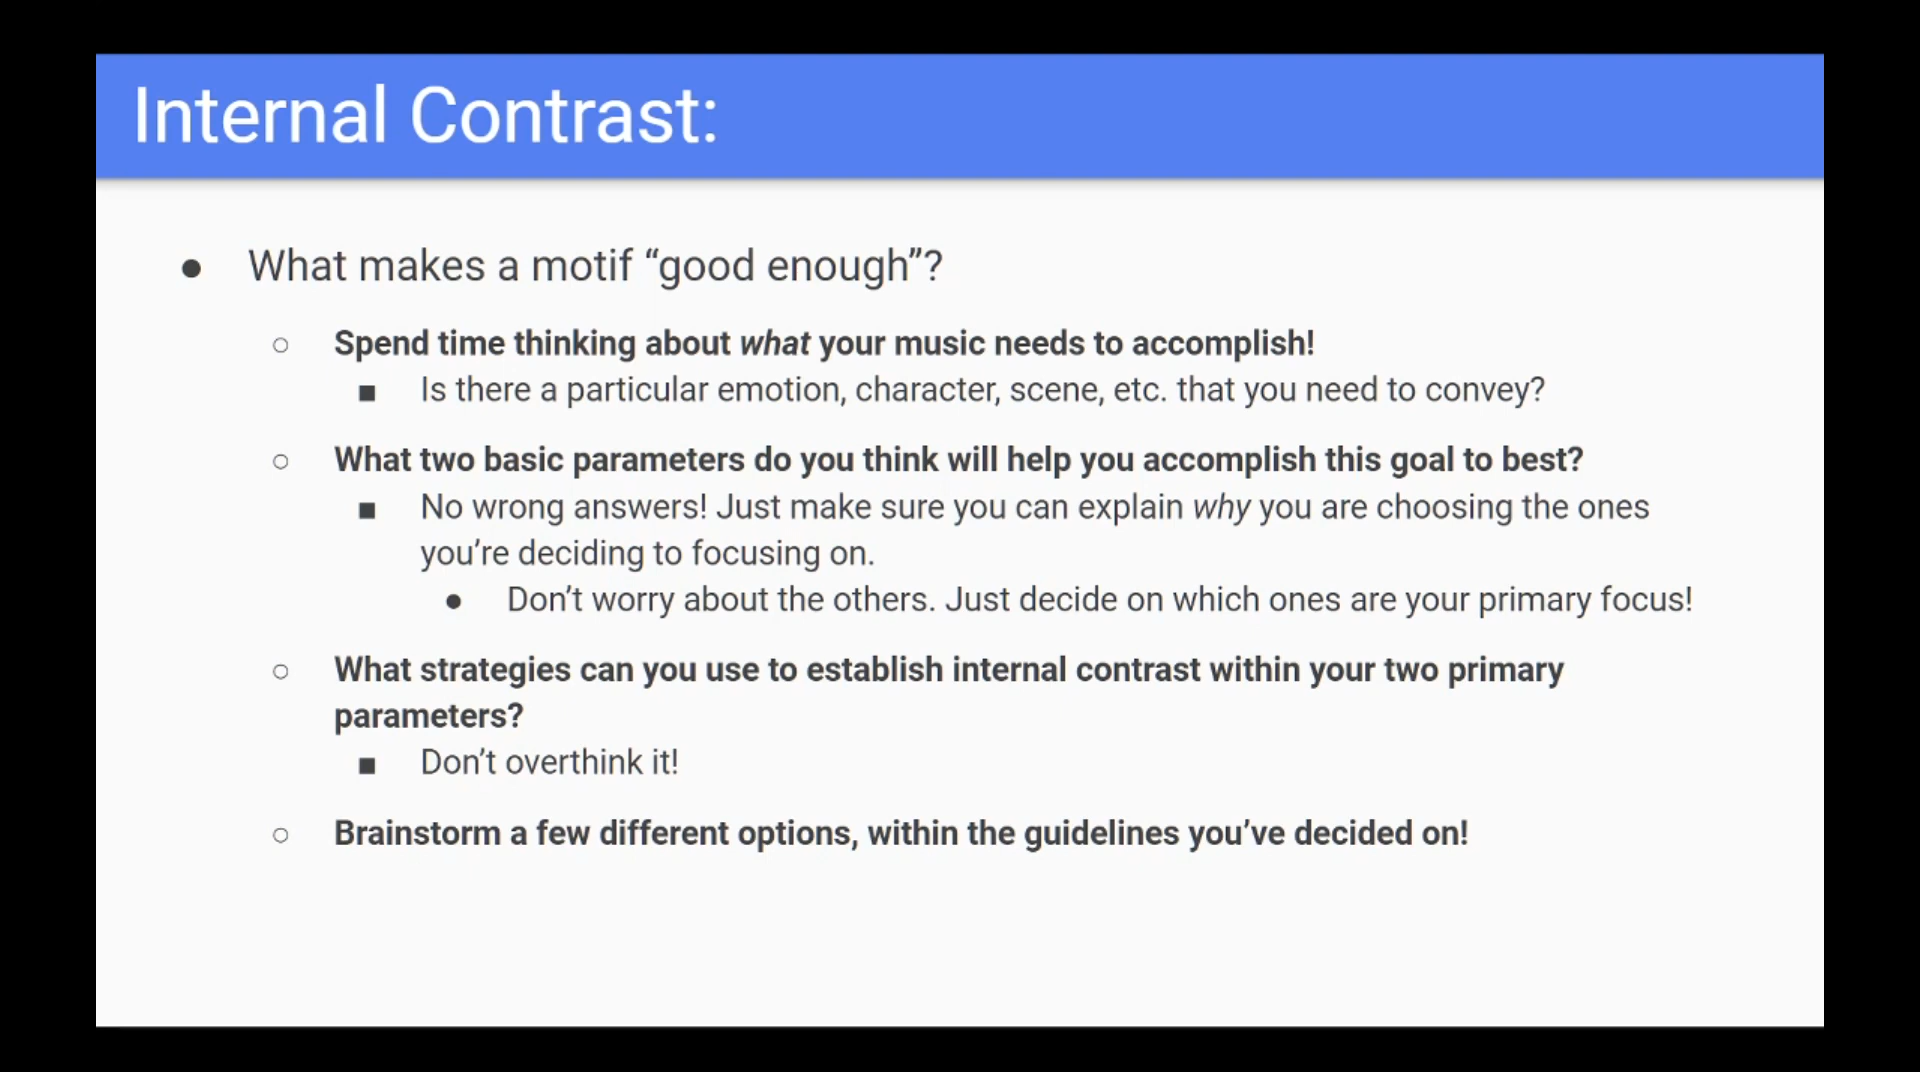 Internal Contrast:
● What makes a motif “good enough”?
○ Spend time thinking about what your music needs to accomplish!
■ Is there a particular emotion, character, scene, etc. that you need to convey?
○ What two basic parameters do you think will help you accomplish this goal to best?
■ No wrong answers! Just make sure you can explain why you are choosing the ones
you’re deciding to focusing on.
● Don’t worry about the others. Just decide on which ones are your primary focus!
○ What strategies can you use to establish internal contrast within your two primary
parameters?
■ Don’t overthink it!
○ Brainstorm a few different options, within the guidelines you’ve decided on!